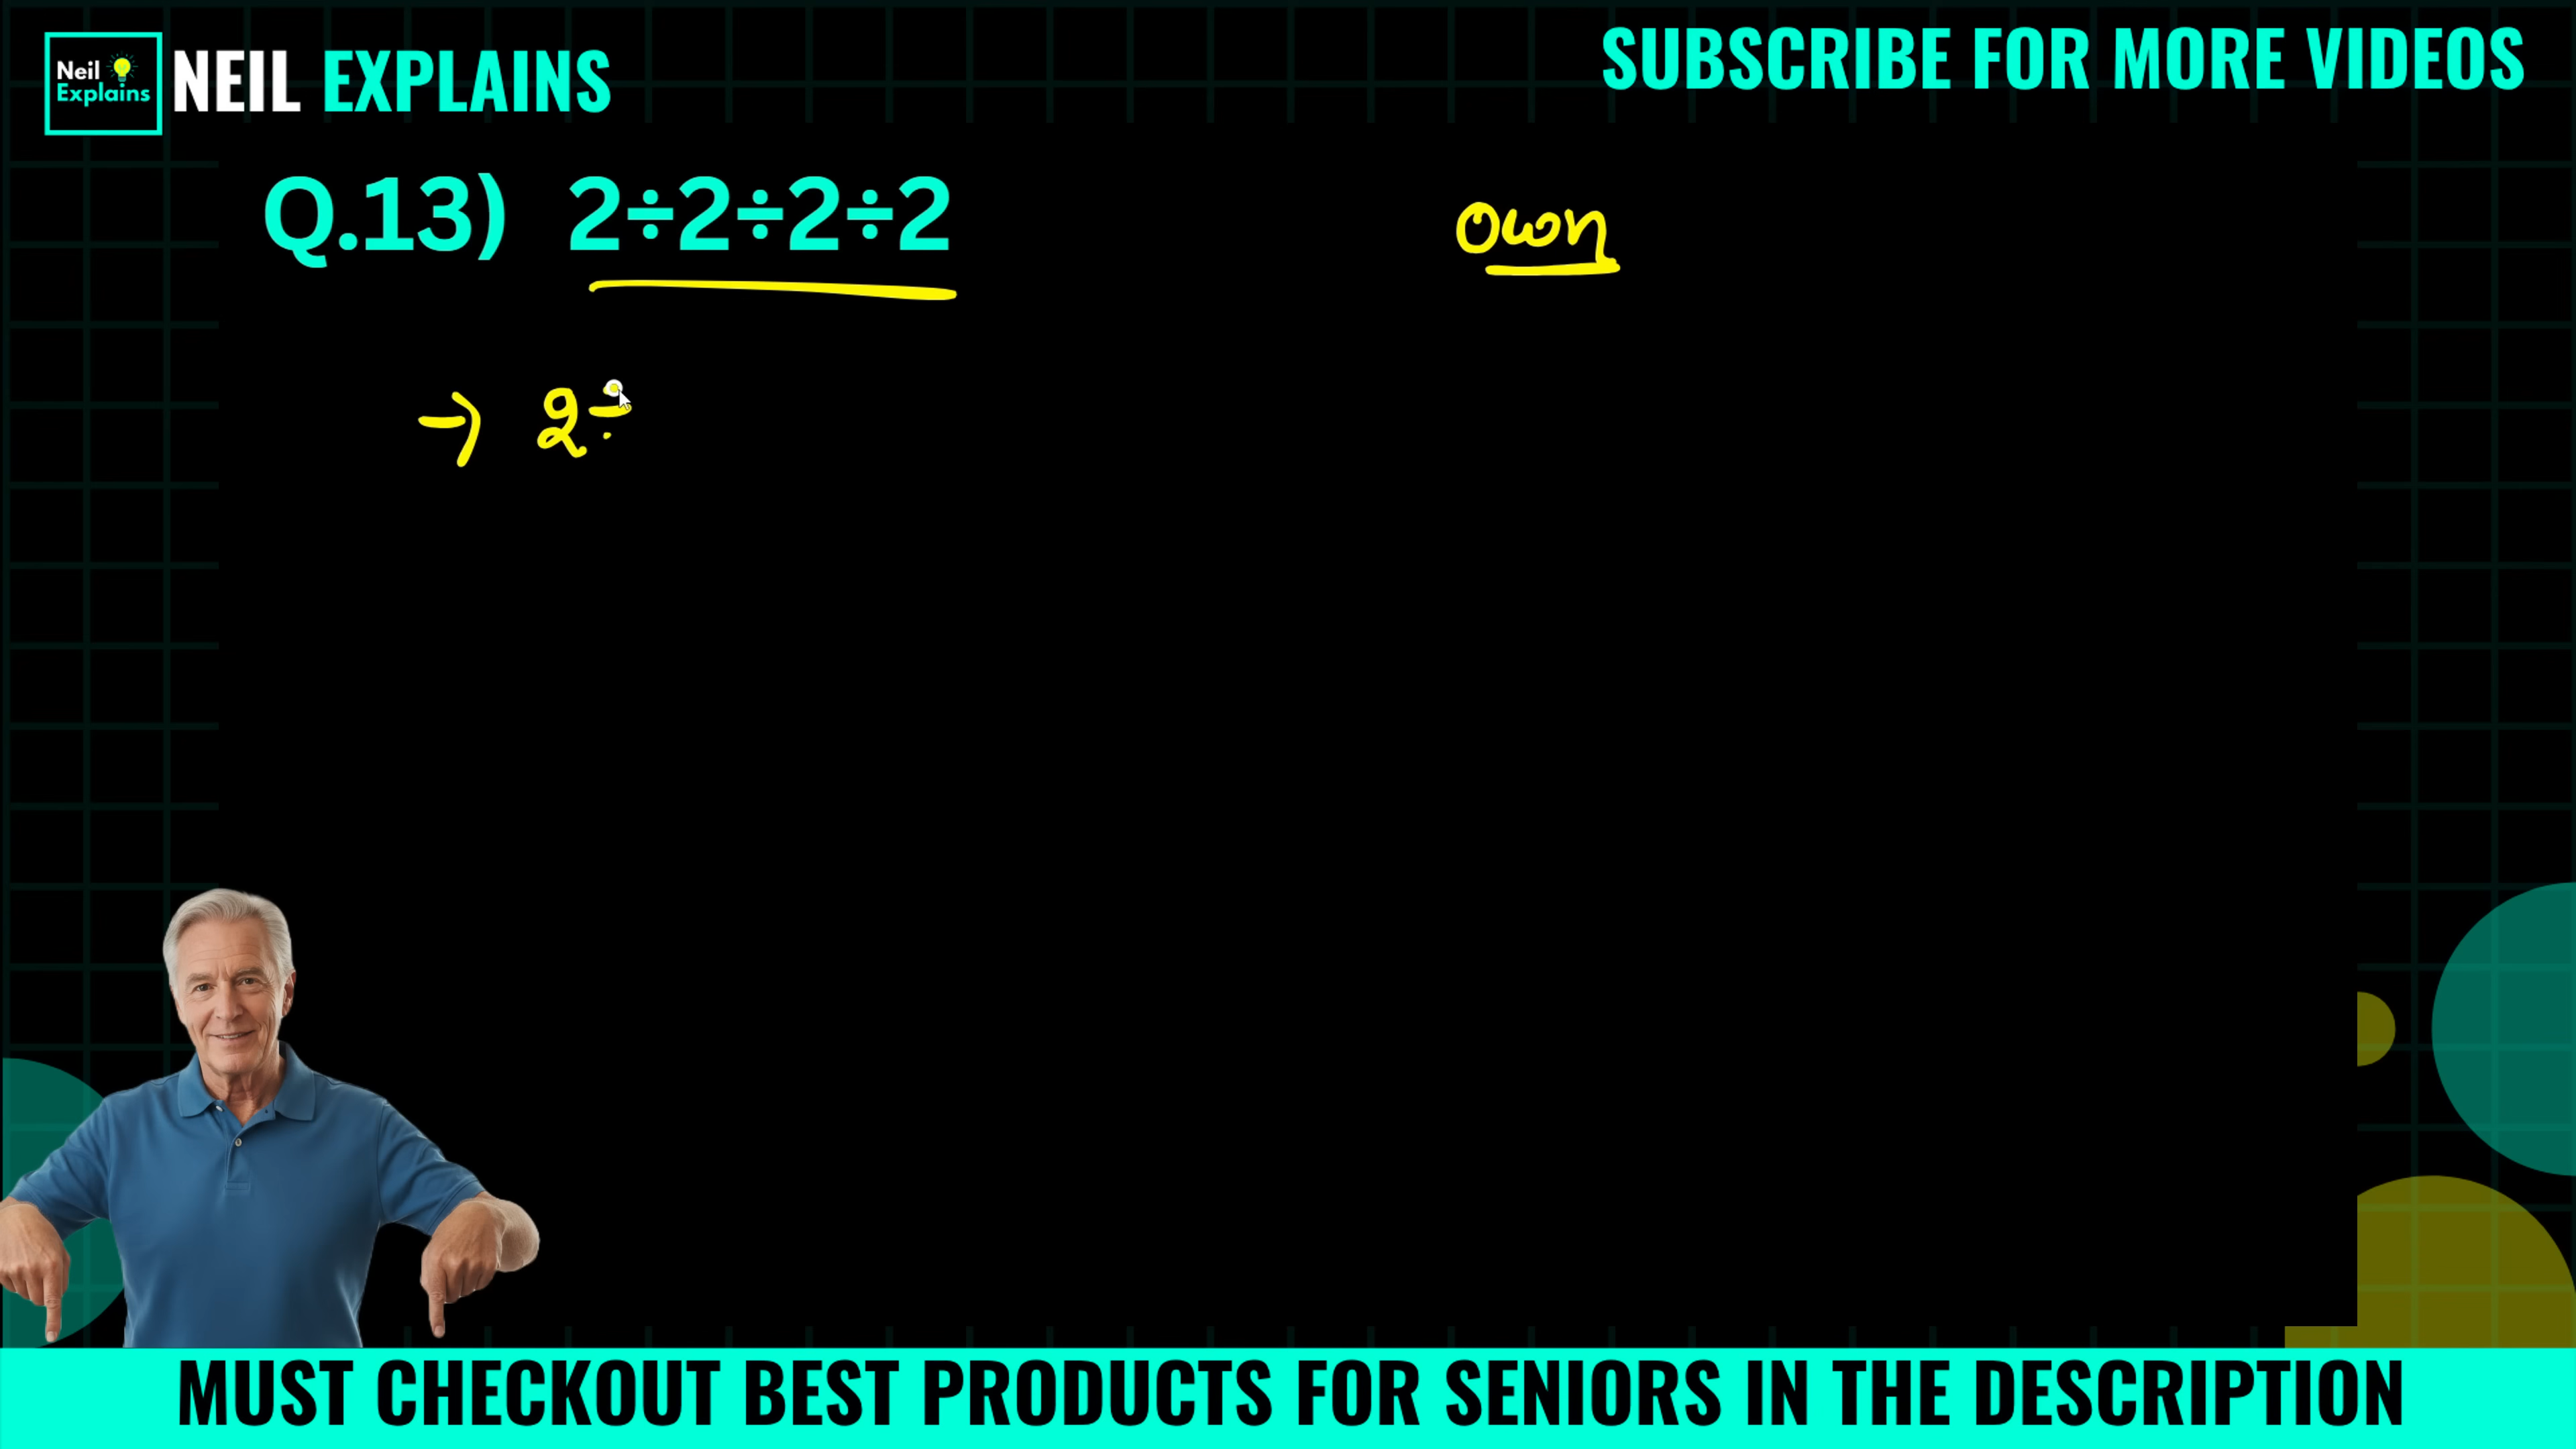 Neil
Explains
NEIL EXPLAINS
SUBSCRIBE FOR MORE VIDEOS
Q.13) 2÷2÷2÷2
Own
→ 2÷
MUST CHECKOUT BEST PRODUCTS FOR SENIORS IN THE DESCRIPTION